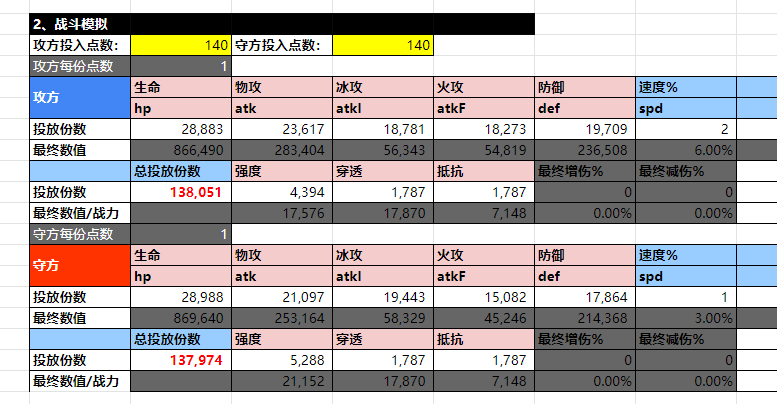 2、战斗模拟
攻方投入点数: 140 守方投入点数: 140
攻方每份点数 1
攻方 生命 物攻 冰攻 火攻 防御 速度%
hp atk atkI atkF def spd
投放份数 28,883 23,617 18,781 18,273 19,709 2
最终数值 866,490 283,404 56,343 54,819 236,508 6.00%
总投放份数 强度 穿透 抵抗 最终增伤% 最终减伤%
投放份数 138,051 4,394 1,787 1,787 0 0
最终数值/战力 17,576 17,870 7,148 0.00% 0.00%
守方每份点数 1
守方 生命 物攻 冰攻 火攻 防御 速度%
hp atk atkI atkF def spd
投放份数 28,988 21,097 19,443 15,082 17,864 1
最终数值 869,640 253,164 58,329 45,246 214,368 3.00%
总投放份数 强度 穿透 抵抗 最终增伤% 最终减伤%
投放份数 137,974 5,288 1,787 1,787 0 0
最终数值/战力 21,152 17,870 7,148 0.00% 0.00%